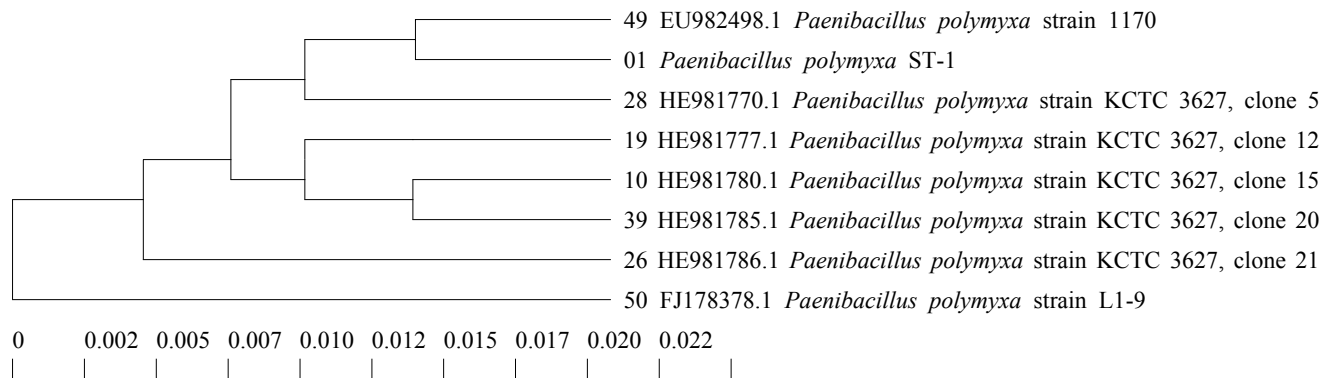 49 EU982498.1 Paenibacillus polymyxa strain 1170
01 Paenibacillus polymyxa ST-1
28 HE981770.1 Paenibacillus polymyxa strain KCTC 3627, clone 5
19 HE981777.1 Paenibacillus polymyxa strain KCTC 3627, clone 12
10 HE981780.1 Paenibacillus polymyxa strain KCTC 3627, clone 15
39 HE981785.1 Paenibacillus polymyxa strain KCTC 3627, clone 20
26 HE981786.1 Paenibacillus polymyxa strain KCTC 3627, clone 21
50 FJ178378.1 Paenibacillus polymyxa strain L1-9
0 0.002 0.005 0.007 0.010 0.012 0.015 0.017 0.020 0.022